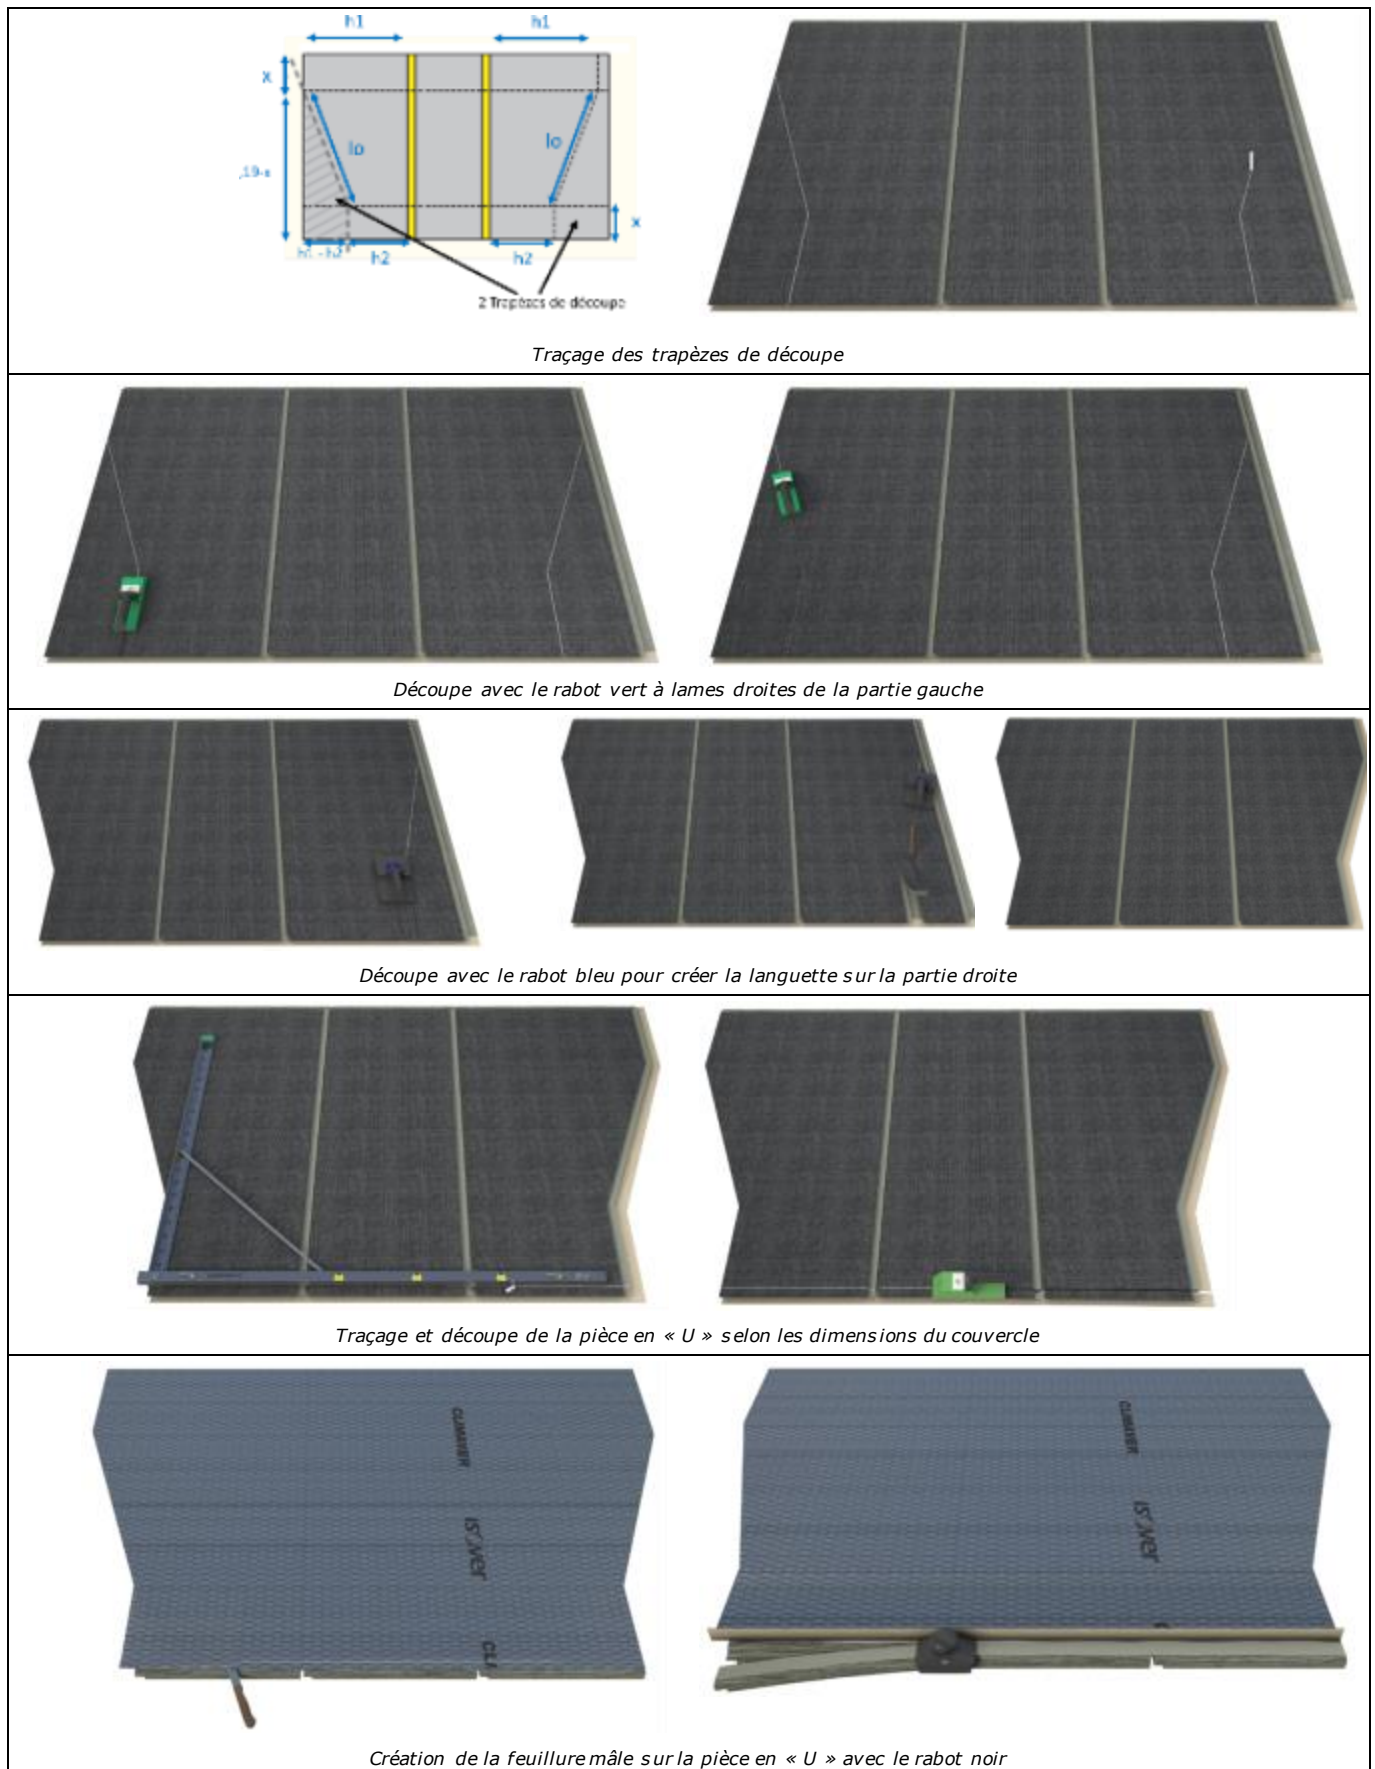 h1
h1
X
lo
lo
x
h1 - h2
h2
h2
2 Trapèzes de découpe
Traçage des trapèzes de découpe
Découpe avec le rabot vert à lames droites de la partie gauche
Découpe avec le rabot bleu pour créer la languette sur la partie droite
Traçage et découpe de la pièce en « U » selon les dimensions du couvercle
CLIMAVER
isover
CLI
CLIMAVER
isover
Création de la feuillure mâle sur la pièce en « U » avec le rabot noir